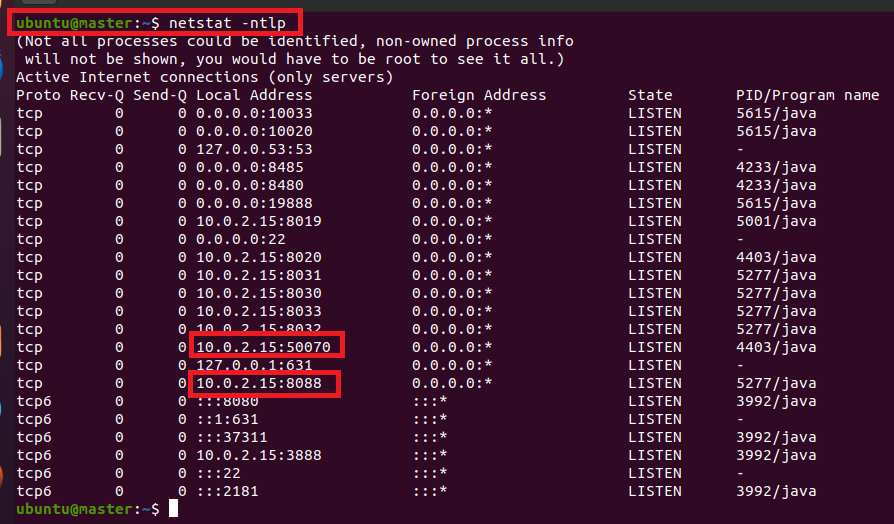 ubuntu@master:~$ netstat -ntlp
(Not all processes could be identified, non-owned process info
 will not be shown, you would have to be root to see it all.)
Active Internet connections (only servers)
Proto Recv-Q Send-Q Local Address           Foreign Address         State       PID/Program name
tcp        0      0 0.0.0.0:10033           0.0.0.0:*               LISTEN      5615/java
tcp        0      0 0.0.0.0:10020           0.0.0.0:*               LISTEN      5615/java
tcp        0      0 127.0.0.53:53           0.0.0.0:*               LISTEN      -
tcp        0      0 0.0.0.0:8485            0.0.0.0:*               LISTEN      4233/java
tcp        0      0 0.0.0.0:8480            0.0.0.0:*               LISTEN      4233/java
tcp        0      0 0.0.0.0:19888           0.0.0.0:*               LISTEN      5615/java
tcp        0      0 10.0.2.15:8019          0.0.0.0:*               LISTEN      5001/java
tcp        0      0 0.0.0.0:22              0.0.0.0:*               LISTEN      -
tcp        0      0 10.0.2.15:8020          0.0.0.0:*               LISTEN      4403/java
tcp        0      0 10.0.2.15:8031          0.0.0.0:*               LISTEN      5277/java
tcp        0      0 10.0.2.15:8030          0.0.0.0:*               LISTEN      5277/java
tcp        0      0 10.0.2.15:8033          0.0.0.0:*               LISTEN      5277/java
tcp        0      0 10.0.2.15:8032          0.0.0.0:*               LISTEN      5277/java
tcp        0      0 10.0.2.15:50070         0.0.0.0:*               LISTEN      4403/java
tcp        0      0 127.0.0.1:631           0.0.0.0:*               LISTEN      -
tcp        0      0 10.0.2.15:8088          0.0.0.0:*               LISTEN      5277/java
tcp6       0      0 :::8080                 :::*                    LISTEN      3992/java
tcp6       0      0 ::1:631                 :::*                    LISTEN      -
tcp6       0      0 :::37311                :::*                    LISTEN      3992/java
tcp6       0      0 10.0.2.15:3888          :::*                    LISTEN      3992/java
tcp6       0      0 :::22                   :::*                    LISTEN      -
tcp6       0      0 :::2181                 :::*                    LISTEN      3992/java
ubuntu@master:~$